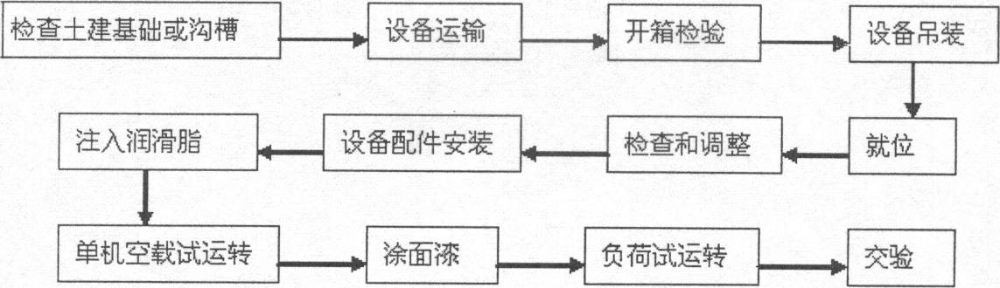 检查土建基础或沟槽
设备运输
开箱检验
设备吊装
就位
检查和调整
设备配件安装
注入润滑脂
单机空载试运转
涂面漆
负荷试运转
交验